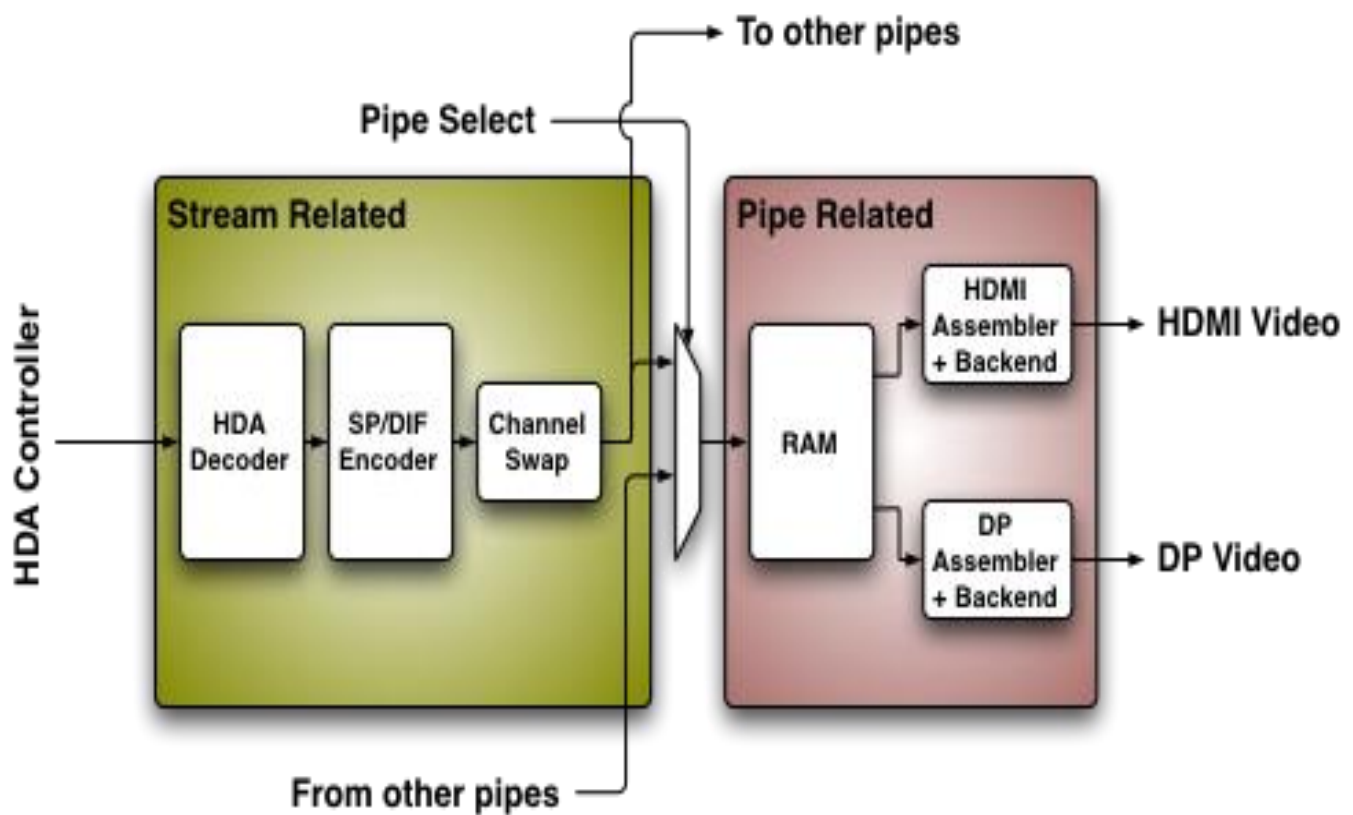 To other pipes
Pipe Select
Stream Related
Pipe Related
HDA Controller
HDA
Decoder
SP/DIF
Encoder
Channel
Swap
RAM
HDMI
Assembler
+ Backend
HDMI Video
DP
Assembler
+ Backend
DP Video
From other pipes